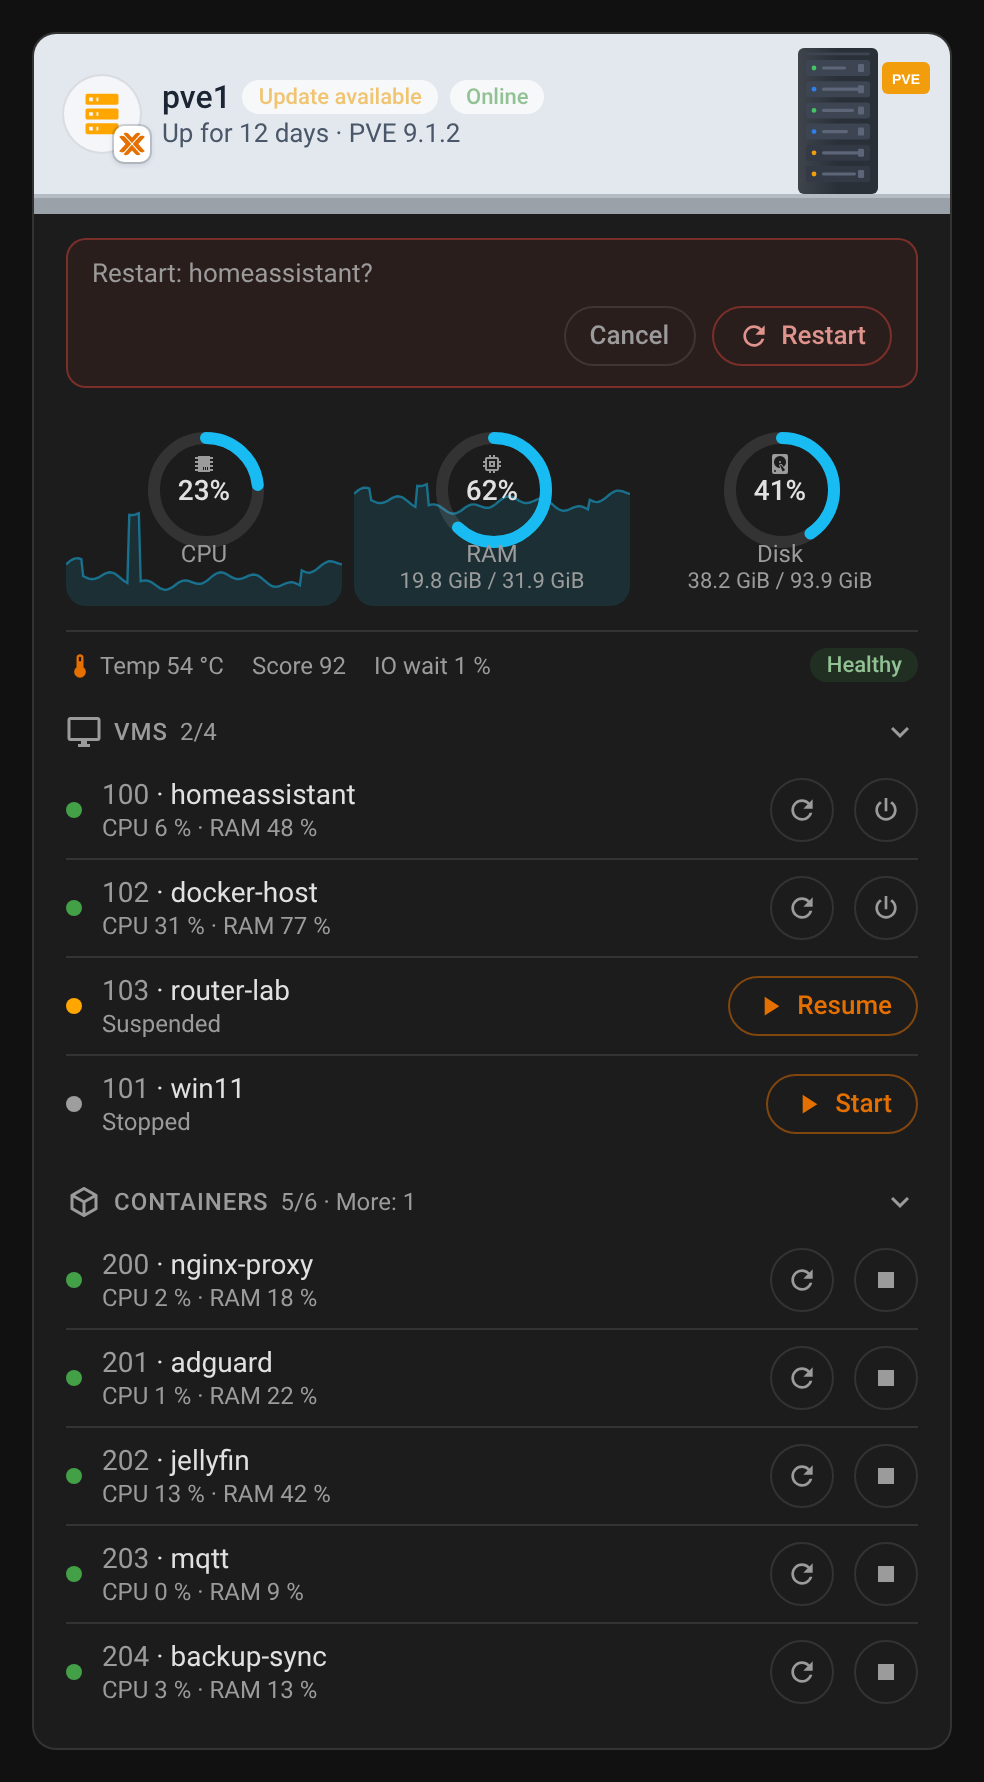 pve1 Update available Online
Up for 12 days · PVE 9.1.2
PVE
Restart: homeassistant?
Cancel Restart
23% 62% 41%
CPU RAM Disk
19.8 GiB / 31.9 GiB 38.2 GiB / 93.9 GiB
Temp 54 °C Score 92 IO wait 1 % Healthy
VMS 2/4
100 · homeassistant
CPU 6 % · RAM 48 %
102 · docker-host
CPU 31 % · RAM 77 %
103 · router-lab
Suspended
Resume
101 · win11
Stopped
Start
CONTAINERS 5/6 · More: 1
200 · nginx-proxy
CPU 2 % · RAM 18 %
201 · adguard
CPU 1 % · RAM 22 %
202 · jellyfin
CPU 13 % · RAM 42 %
203 · mqtt
CPU 0 % · RAM 9 %
204 · backup-sync
CPU 3 % · RAM 13 %